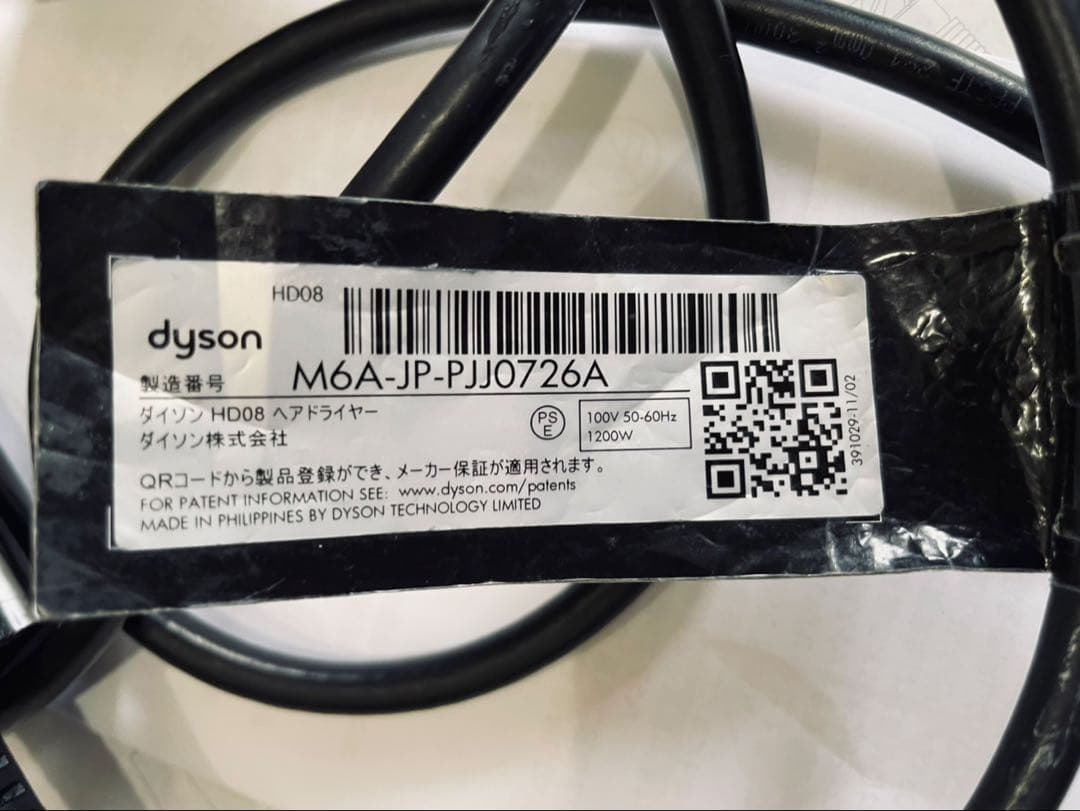 HD08
dyson
製造番号 M6A-JP-PJJ0726A
ダイソン HD08 ヘアドライヤー
ダイソン株式会社
PS
E
100V 50-60Hz
1200W
QRコードから製品登録ができ、メーカー保証が適用されます。
FOR PATENT INFORMATION SEE: www.dyson.com/patents
MADE IN PHILIPPINES BY DYSON TECHNOLOGY LIMITED
391029-11/02